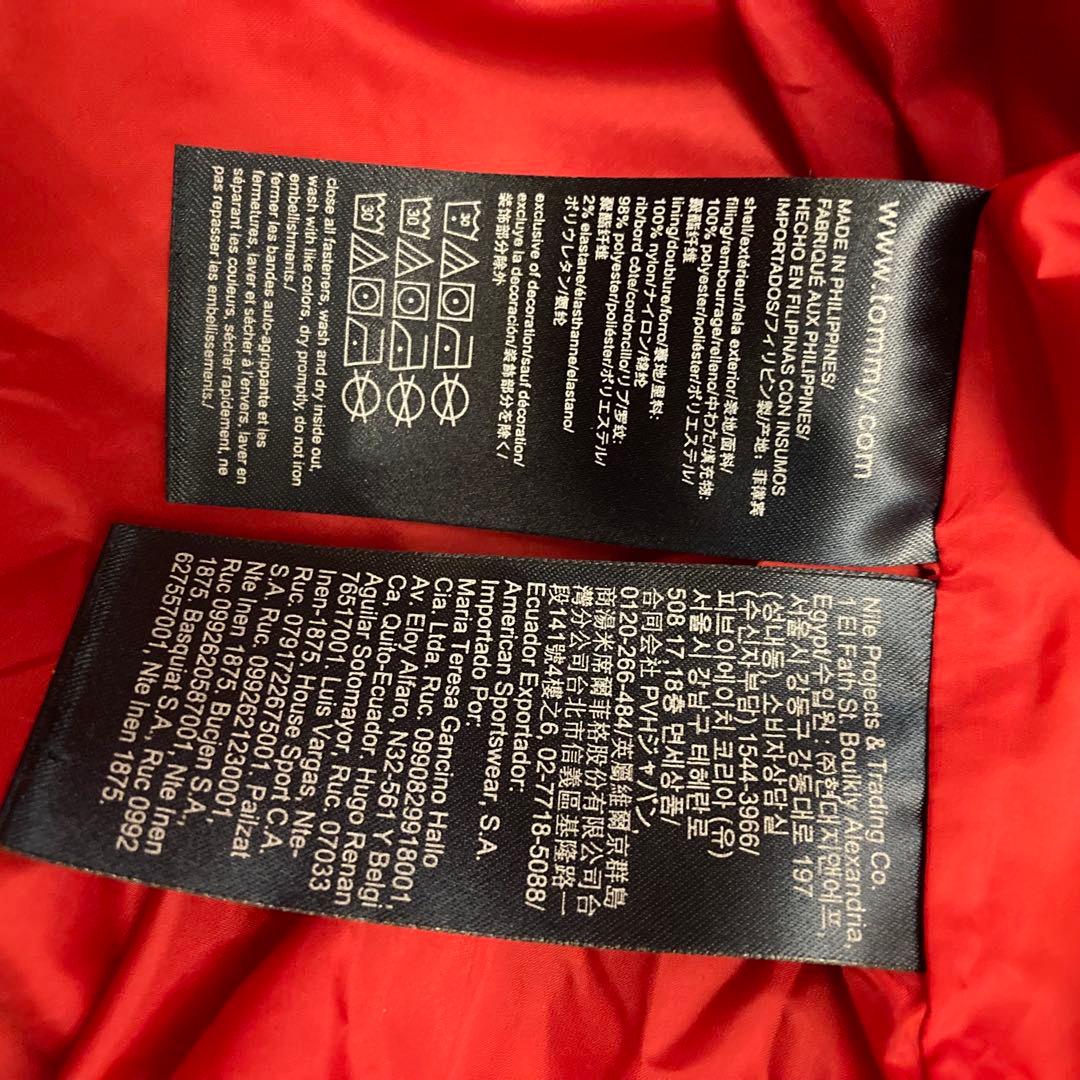 www.tommy.com
MADE IN PHILIPPINES/
FABRIQUÉ AUX PHILIPPINES/
HECHO EN FILIPINAS CON INSUMOS
IMPORTADOS/フィリピン製/产地：菲律宾
shell/extérieur/tela exterior/表地/面料/
filling/rembourrage/relleno/中わた/填充物:
100% polyester/poliéster/ポリエステル/
聚酯纤维
lining/doublure/forro/裏地/里料:
100% nylon/ナイロン/锦纶
rib/bord côte/cordoncillo/リブ/罗纹:
98% polyester/poliéster/ポリエステル/
聚酯纤维
2% elastane/élasthanne/elastano/
ポリウレタン/氨纶
exclusive of decoration/sauf décoration/
excluye la decoración/装飾部分を除く/
装饰部分除外
30
30
30
close all fasteners, wash and dry inside out,
wash with like colors, dry promptly, do not iron
embellishments./
fermer les bandes auto-agrippante et les
fermetures, laver et sécher à l'envers, laver en
séparant les couleurs, sécher rapidement, ne
pas repasser les embellissements./
Nile Projects & Trading Co.
1 El Fath St. Boulkly Alexandria,
Egypt/수입원: ㈜현대지앤에프,
서울시 강동구 강동대로 197
(성내동), 소비자상담실
(수신자부담) 1544-3966/
피브이에이치코리아 (유)
서울시 강남구 테헤란로
508 17,18층 면세상품/
合同会社 PVHジャパン,
0120-266-484/英屬維爾京群島
商湯米席爾菲格股份有限公司台
灣分公司台北市信義區基隆路一
段141號4樓之6, 02-7718-5088/
Ecuador Exportador:
American Sportswear, S.A.
Importado Por:
Maria Teresa Gancino Hallo
Cia Ltda Ruc. 0990829918001,
Av. Eloy Alfaro, N32-561 Y Belgi
Ca, Quito-Ecuador. Hugo Renan
Aguilar Sotomayor, Ruc. 07033
76517001. Luis Vargas, Nte-
Inen-1875, House Sport C.A.
Ruc. 0791722675001. Palizzat
S.A, Ruc. 0992621230001,
Nte Inen 1875, Bucjen S.A,
Ruc 0992620567001, Nte Inen
1875, Basquiat S.A., Ruc 0992
627557001, Nte Inen 1875.